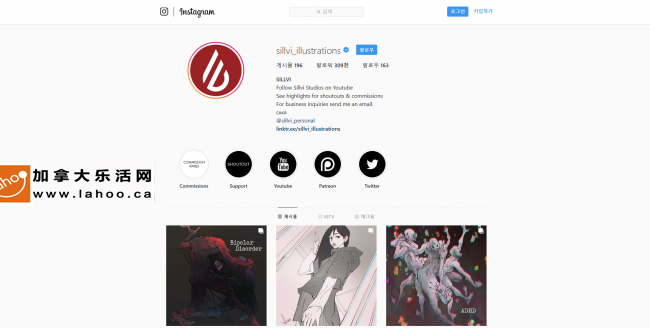 Instagram
검색
로그인
가입하기
sillvi_illustrations
팔로우
게시물 196
팔로워 309천
팔로우 163
SILLVI
Follow Sillvi Studios on Youtube
See highlights for shoutouts & commissions
For business inquiries send me an email.
@sillvi_personal
linktr.ee/sillvi_illustrations
COMMISSION
SHOUTOUT
You
Tube
Commissions
Support
Youtube
Patreon
Twitter
加拿大乐活网
www.lahoo.ca
ahoo
게시물
IGTV
태그됨
Bipolar
Disorder
ADHD